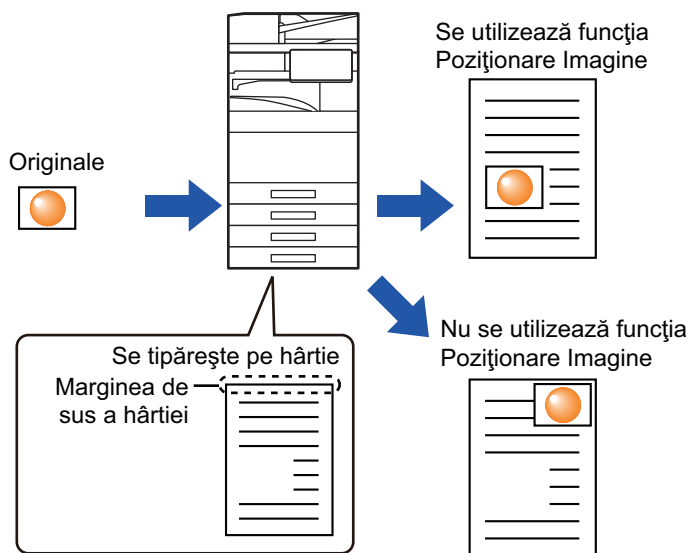 Se utilizează funcţia
Poziţionare Imagine
Originale
Nu se utilizează funcţia
Poziţionare Imagine
Se tipăreşte pe hârtie
Marginea de
sus a hârtiei